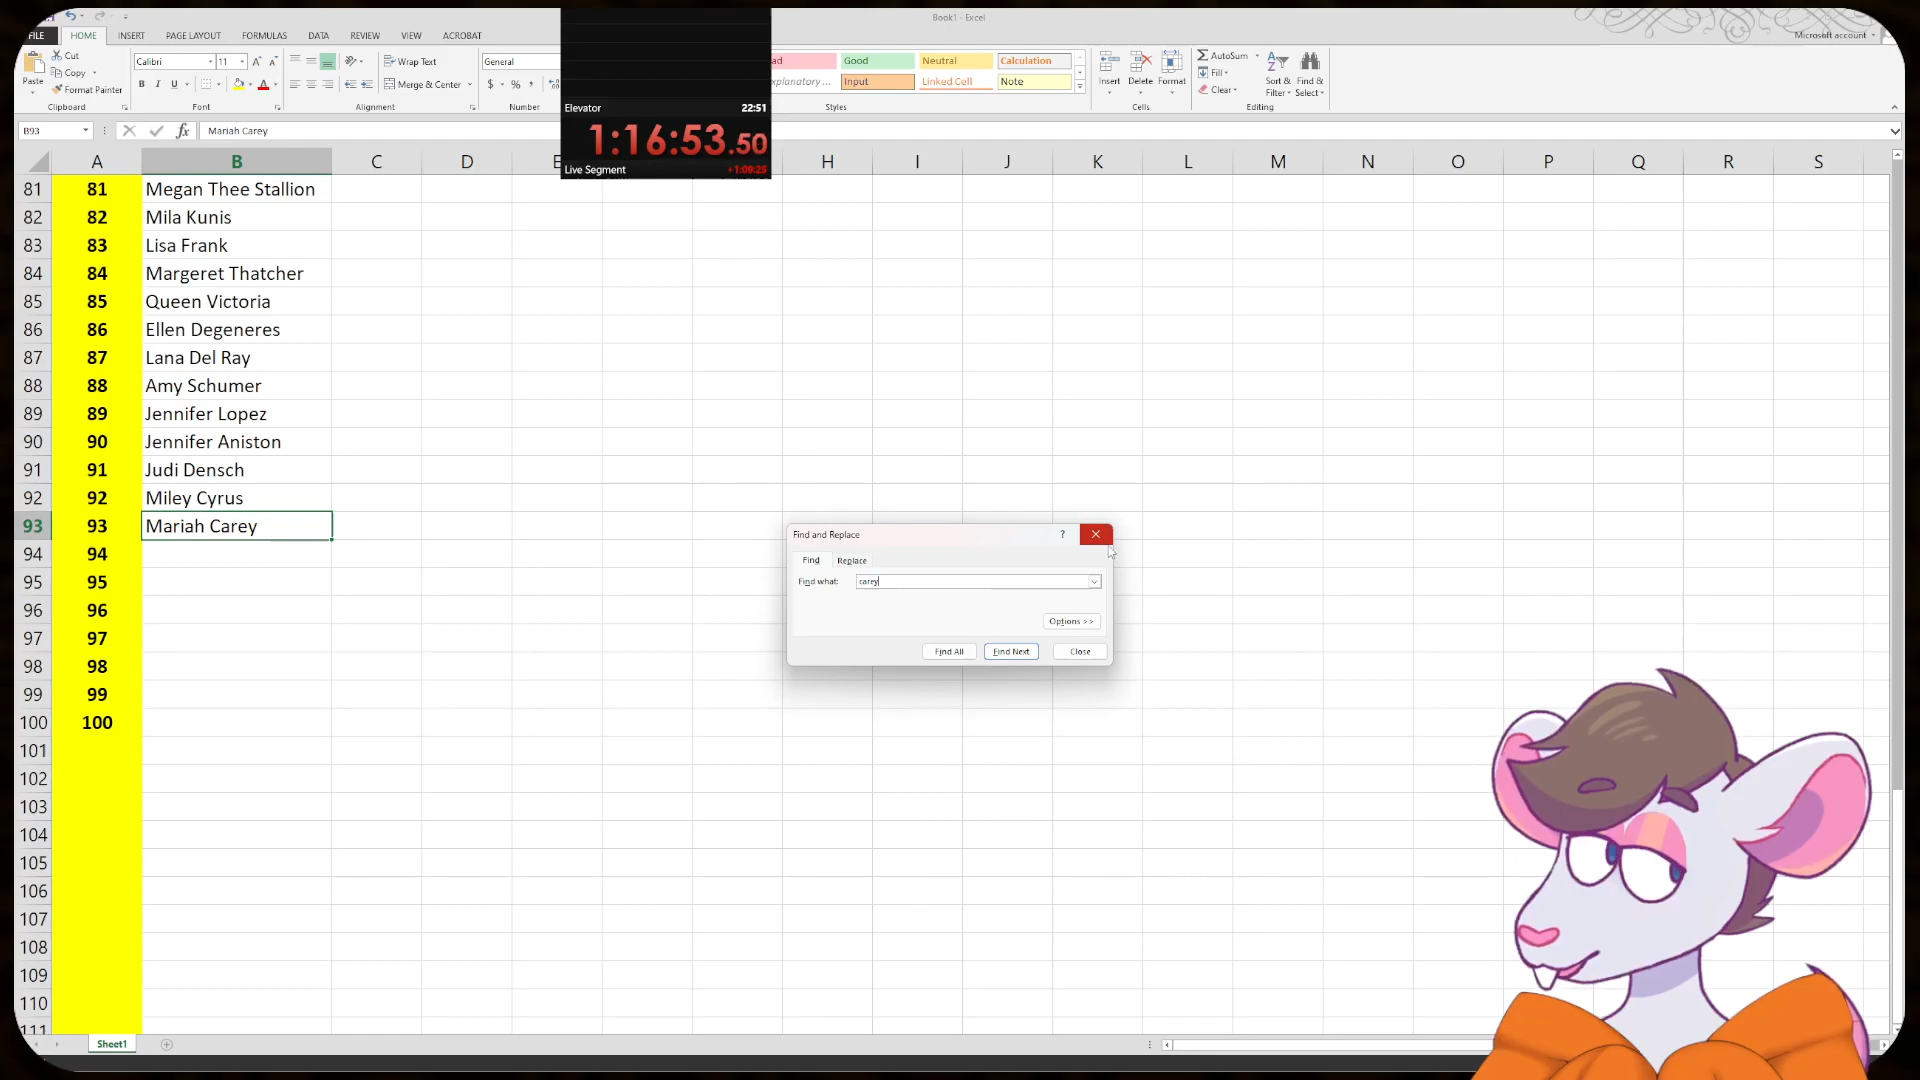 Book1 - Excel
Microsoft account
FILE HOME INSERT PAGE LAYOUT FORMULAS DATA REVIEW VIEW ACROBAT
Paste
Cut
Copy
Format Painter
Clipboard
Calibri 11
B I U
Font
Wrap Text
Merge & Center
Alignment
General
$ % ,
Number
Good Neutral Calculation
Input Linked Cell Note
Styles
Insert Delete Format
Cells
AutoSum
Fill
Clear
Sort & Filter
Find & Select
Editing
Elevator 22:51
1:16:53.50
Live Segment +1:09:25
B93 fx Mariah Carey
A B C D E H I J K L M N O P Q R S
81 81 Megan Thee Stallion
82 82 Mila Kunis
83 83 Lisa Frank
84 84 Margeret Thatcher
85 85 Queen Victoria
86 86 Ellen Degeneres
87 87 Lana Del Ray
88 88 Amy Schumer
89 89 Jennifer Lopez
90 90 Jennifer Aniston
91 91 Judi Densch
92 92 Miley Cyrus
93 93 Mariah Carey
94 94
95 95
96 96
97 97
98 98
99 99
100 100
101
102
103
104
105
106
107
108
109
110
111
Find and Replace ?
Find Replace
Find what: carey
Options >>
Find All Find Next Close
Sheet1